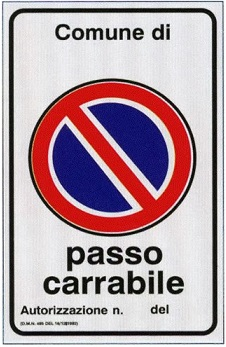 Comune di
passo
carrabile
Autorizzazione n. del